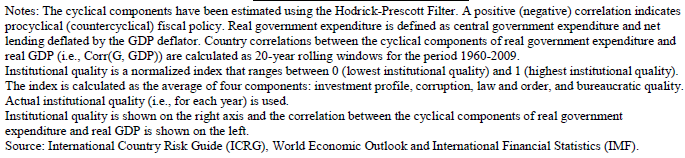 Notes: The cyclical components have been estimated using the Hodrick-Prescott Filter. A positive (negative) correlation indicates
procyclical (countercyclical) fiscal policy. Real government expenditure is defined as central government expenditure and net
lending deflated by the GDP deflator. Country correlations between the cyclical components of real government expenditure and
real GDP (i.e., Corr(G, GDP)) are calculated as 20-year rolling windows for the period 1960-2009.
Institutional quality is a normalized index that ranges between 0 (lowest institutional quality) and 1 (highest institutional quality).
The index is calculated as the average of four components: investment profile, corruption, law and order, and bureaucratic quality.
Actual institutional quality (i.e., for each year) is used.
Institutional quality is shown on the right axis and the correlation between the cyclical components of real government
expenditure and real GDP is shown on the left.
Source: International Country Risk Guide (ICRG), World Economic Outlook and International Financial Statistics (IMF).